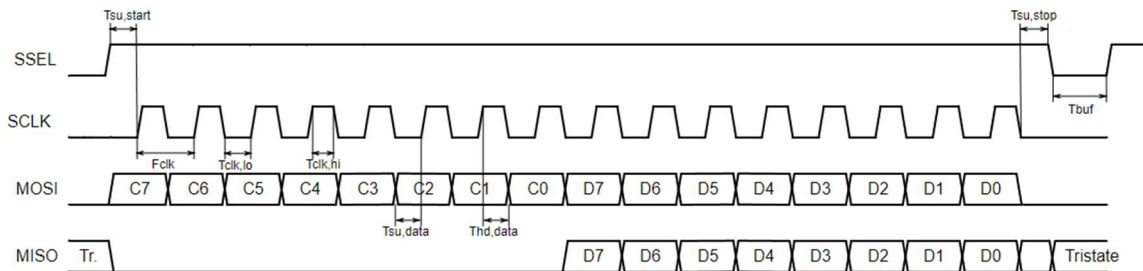 Tsu,start
Tsu,stop
SSEL
Tbuf
SCLK
Fclk
Tclk,lo
Tclk,hi
MOSI C7 C6 C5 C4 C3 C2 C1 C0 D7 D6 D5 D4 D3 D2 D1 D0
Tsu,data
Thd,data
MISO Tr. D7 D6 D5 D4 D3 D2 D1 D0 Tristate